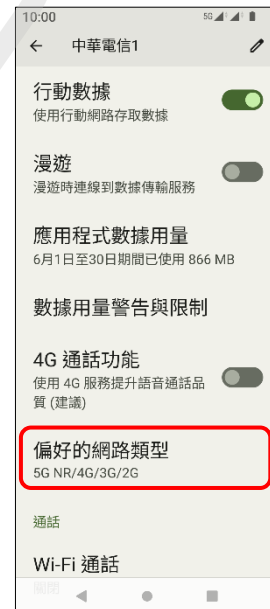 10:00 5G
中華電信1
行動數據
使用行動網路存取數據
漫遊
漫遊時連線到數據傳輸服務
應用程式數據用量
6月1日至30日期間已使用 866 MB
數據用量警告與限制
4G 通話功能
使用 4G 服務提升語音通話品
質 (建議)
偏好的網路類型
5G NR/4G/3G/2G
通話
Wi-Fi 通話